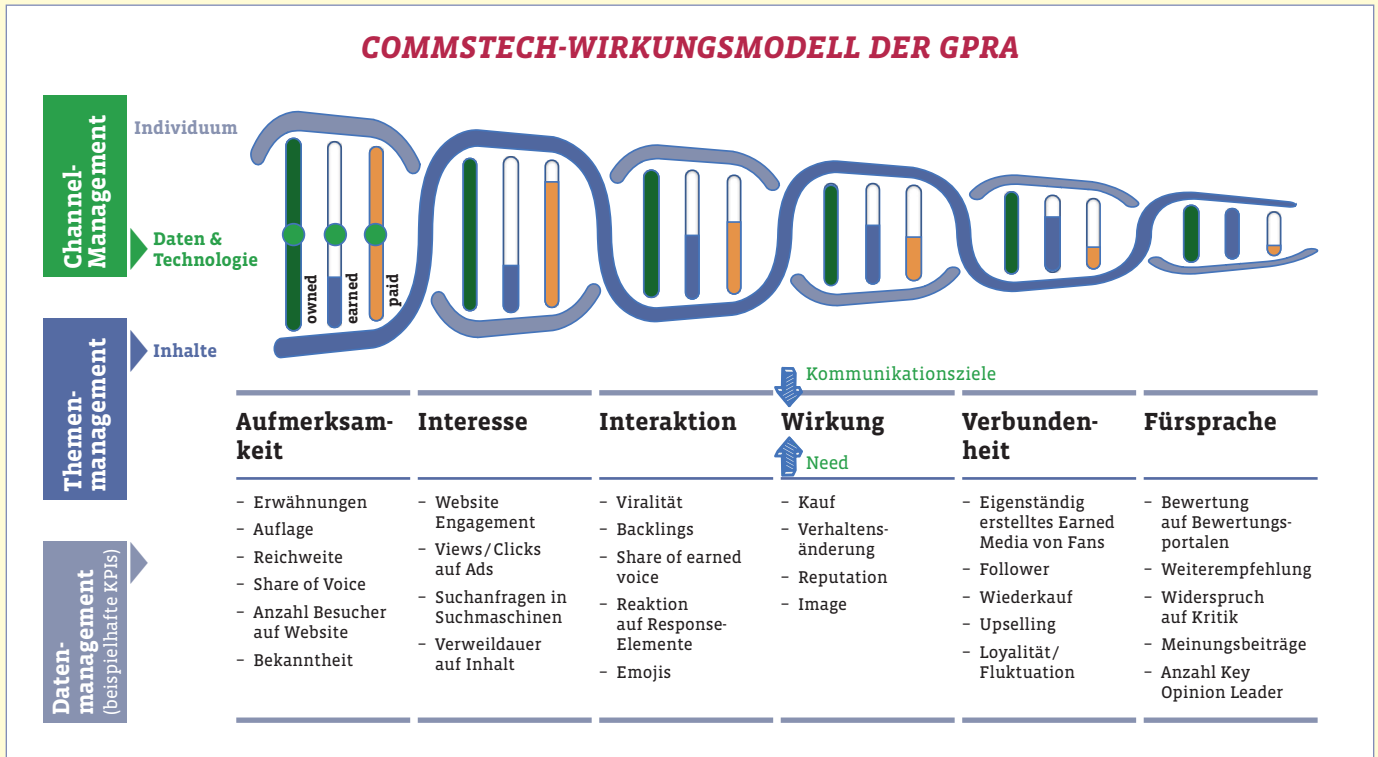 COMMSTECH-WIRKUNGSMODELL DER GPRA
Channel-
Management
Individuum
Daten &
Technologie
owned
earned
paid
Themen-
management
Inhalte
Kommunikationsziele
Need
Daten-
management
(beispielhafte KPIs)
Aufmerksam-
keit
– Erwähnungen
– Auflage
– Reichweite
– Share of Voice
– Anzahl Besucher
auf Website
– Bekanntheit
Interesse
– Website
Engagement
– Views/Clicks
auf Ads
– Suchanfragen in
Suchmaschinen
– Verweildauer
auf Inhalt
Interaktion
– Viralität
– Backlings
– Share of earned
voice
– Reaktion
auf Response-
Elemente
– Emojis
Wirkung
– Kauf
– Verhaltens-
änderung
– Reputation
– Image
Verbunden-
heit
– Eigenständig
erstelltes Earned
Media von Fans
– Follower
– Wiederkauf
– Upselling
– Loyalität/
Fluktuation
Fürsprache
– Bewertung
auf Bewertungs-
portalen
– Weiterempfehlung
– Widerspruch
auf Kritik
– Meinungsbeiträge
– Anzahl Key
Opinion Leader